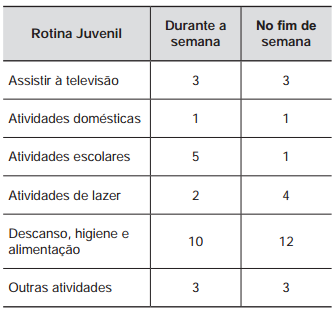 Rotina Juvenil Durante a semana No fim de semana
Assistir à televisão 3 3
Atividades domésticas 1 1
Atividades escolares 5 1
Atividades de lazer 2 4
Descanso, higiene e alimentação 10 12
Outras atividades 3 3